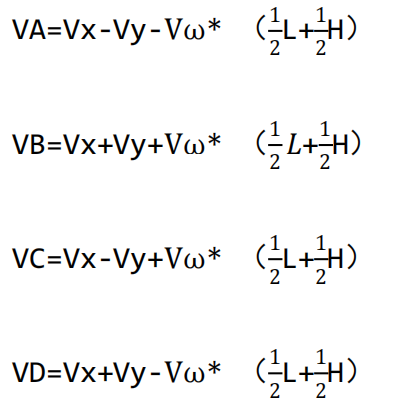 VA=Vx-Vy-Vω* (1/2L+1/2H)
VB=Vx+Vy+Vω* (1/2L+1/2H)
VC=Vx-Vy+Vω* (1/2L+1/2H)
VD=Vx+Vy-Vω* (1/2L+1/2H)